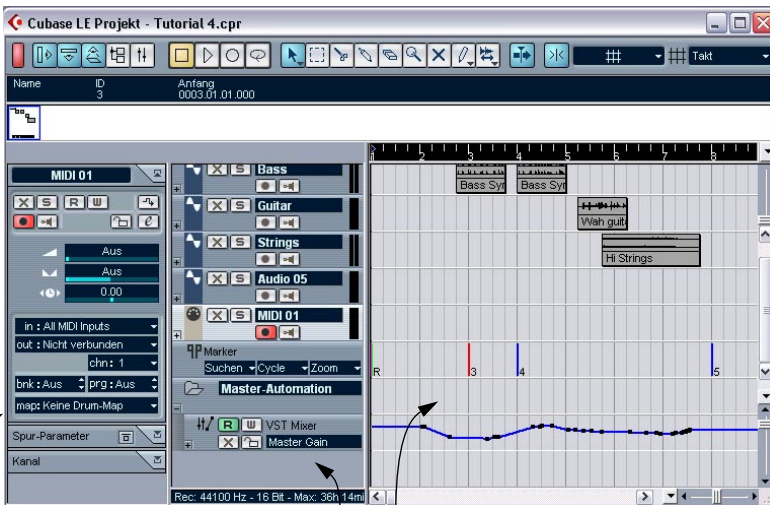 Cubase LE Projekt - Tutorial 4.cpr
Takt
Name ID Anfang
3 0003.01.01.000
1 2 3 4 5 6 7 8
MIDI 01
X S R W
e
Aus
Aus
0.00
in : All MIDI Inputs
out : Nicht verbunden
chn: 1
bnk: Aus prg: Aus
map: Keine Drum-Map
Spur-Parameter
Kanal
X S Bass
X S Guitar
X S Strings
X S Audio 05
X S MIDI 01
Marker
Suchen Cycle Zoom
Master-Automation
R W VST Mixer
X Master Gain
Rec: 44100 Hz - 16 Bit - Max: 36h 14mi
Bass Syn Bass Syn
Wah guit
Hi Strings
R 3 4 5